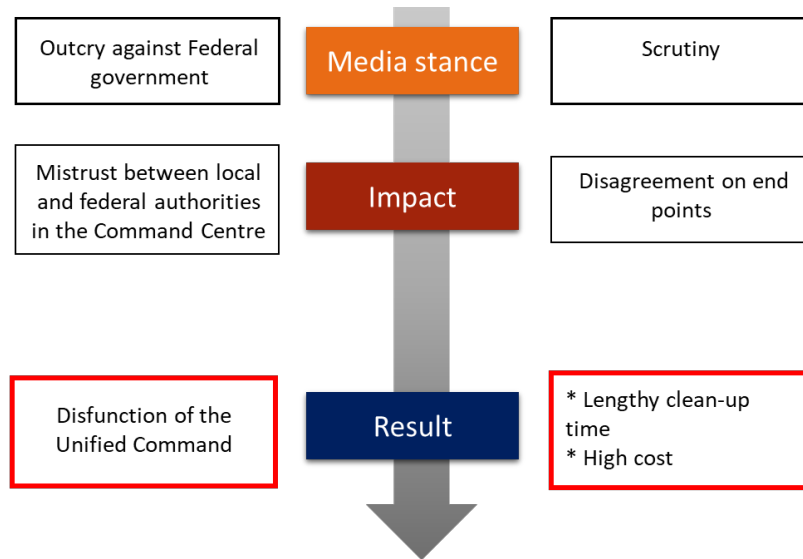 Outcry against Federal
government
Media stance
Scrutiny
Mistrust between local
and federal authorities
in the Command Centre
Impact
Disagreement on end
points
Disfunction of the
Unified Command
Result
* Lengthy clean-up
time
* High cost